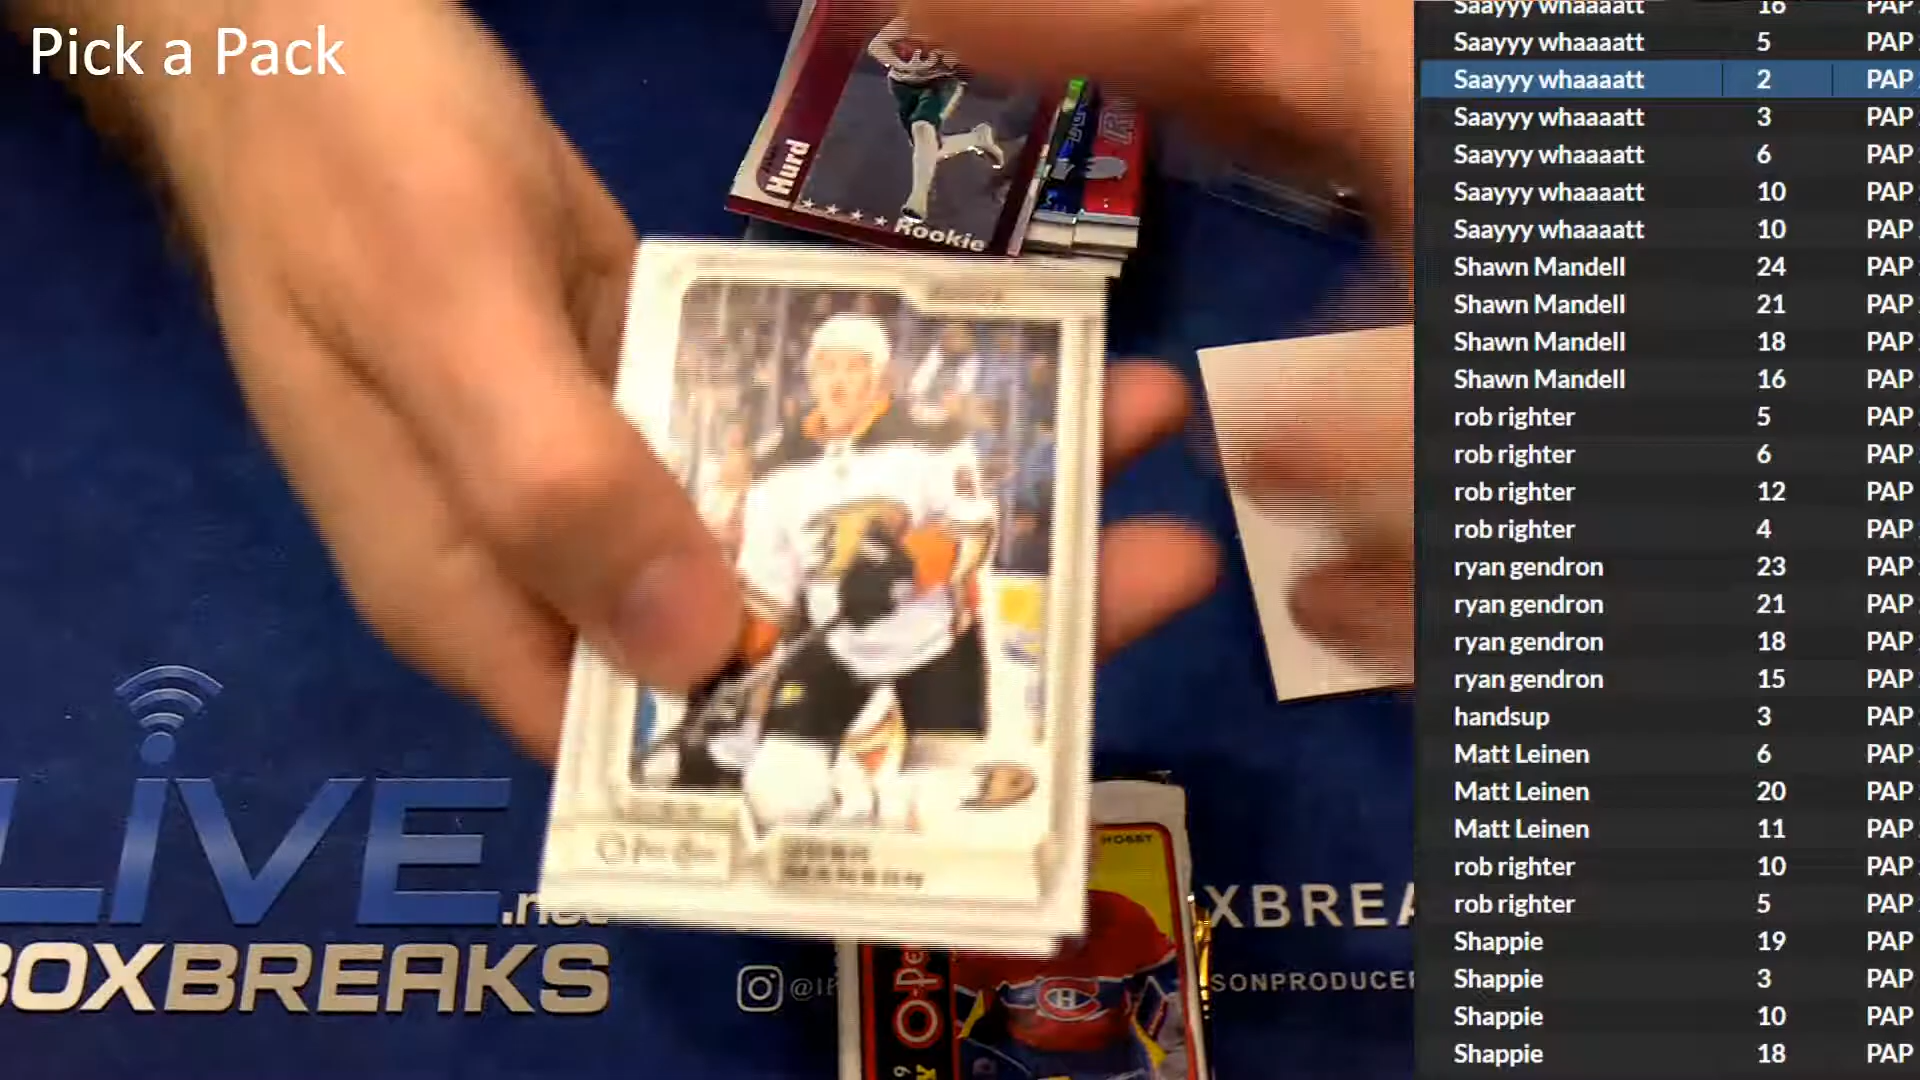 Pick a Pack
Hurd
Rookie
HOBBY
O-Pe
LiVE
BOXBREAKS
XBREA
SONPRODUCE
Saayyy whaaaatt 16 PAP
Saayyy whaaaatt 5 PAP
Saayyy whaaaatt 2 PAP
Saayyy whaaaatt 3 PAP
Saayyy whaaaatt 6 PAP
Saayyy whaaaatt 10 PAP
Saayyy whaaaatt 10 PAP
Shawn Mandell 24 PAP
Shawn Mandell 21 PAP
Shawn Mandell 18 PAP
Shawn Mandell 16 PAP
rob righter 5 PAP
rob righter 6 PAP
rob righter 12 PAP
rob righter 4 PAP
ryan gendron 23 PAP
ryan gendron 21 PAP
ryan gendron 18 PAP
ryan gendron 15 PAP
handsup 3 PAP
Matt Leinen 6 PAP
Matt Leinen 20 PAP
Matt Leinen 11 PAP
rob righter 10 PAP
rob righter 5 PAP
Shappie 19 PAP
Shappie 3 PAP
Shappie 10 PAP
Shappie 18 PAP